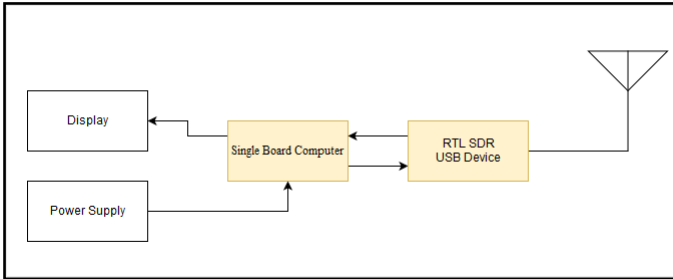 Display
Single Board Computer
RTL SDR
USB Device
Power Supply